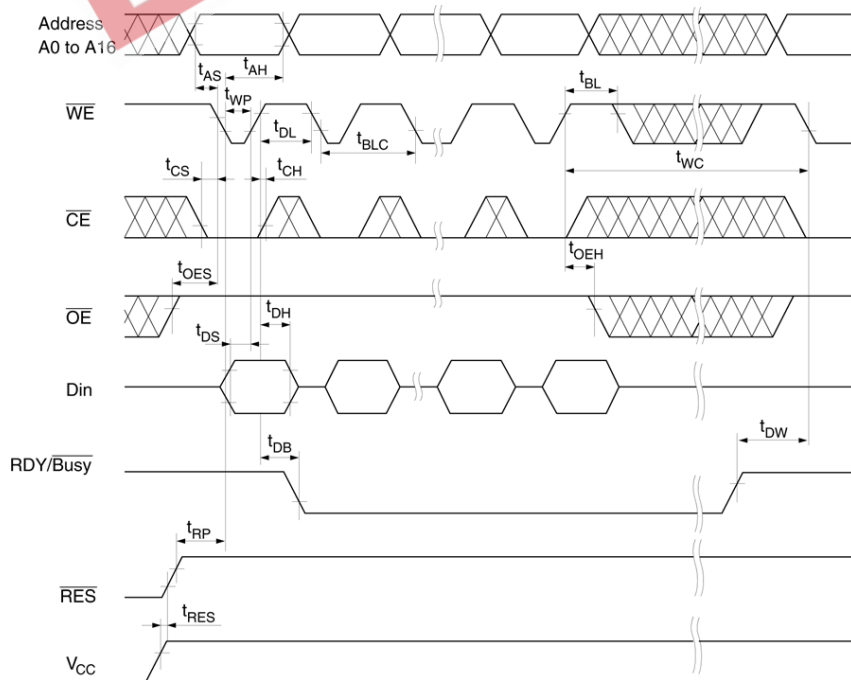 Address
A0 to A16
tAS
tAH
tWP
tBL
WE
tDL
tBLC
tWC
tCS
tCH
CE
tOEH
tOES
OE
tDH
tDS
Din
tDW
tDB
RDY/Busy
tRP
RES
tRES
VCC